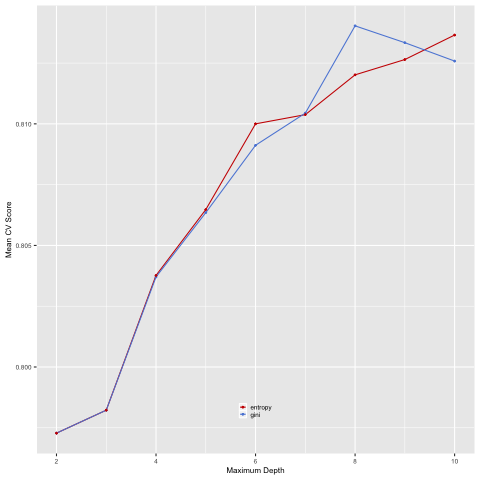 0.810
0.805
0.800
Mean CV Score
entropy
gini
2 4 6 8 10
Maximum Depth